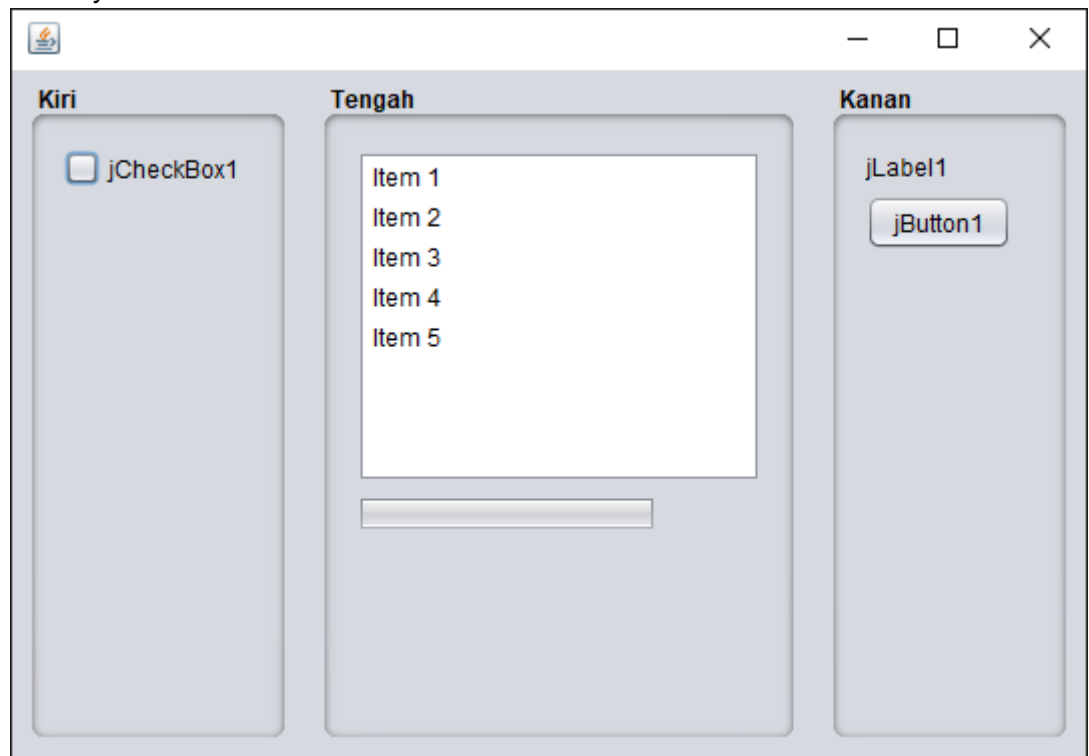 Kiri
jCheckBox1
Tengah
Item 1
Item 2
Item 3
Item 4
Item 5
Kanan
jLabel1
jButton1